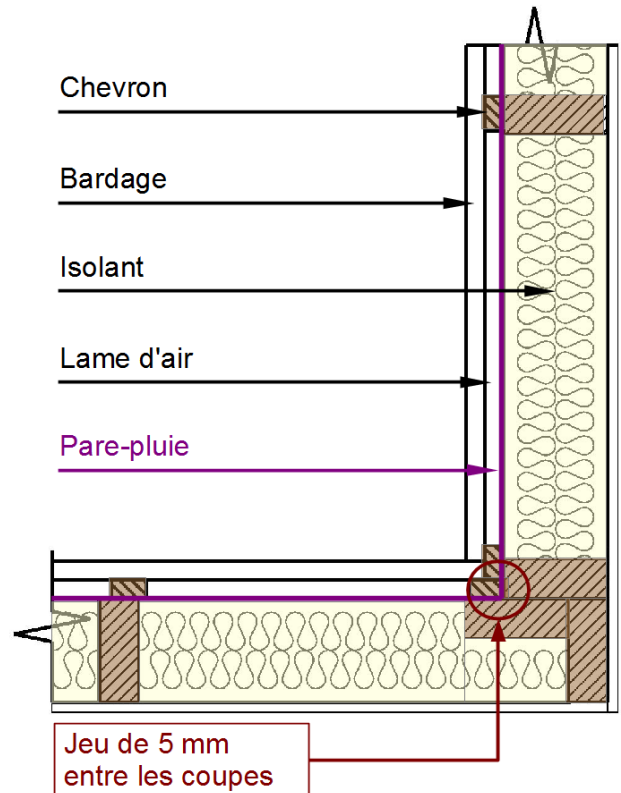 Chevron
Bardage
Isolant
Lame d'air
Pare-pluie
Jeu de 5 mm
entre les coupes